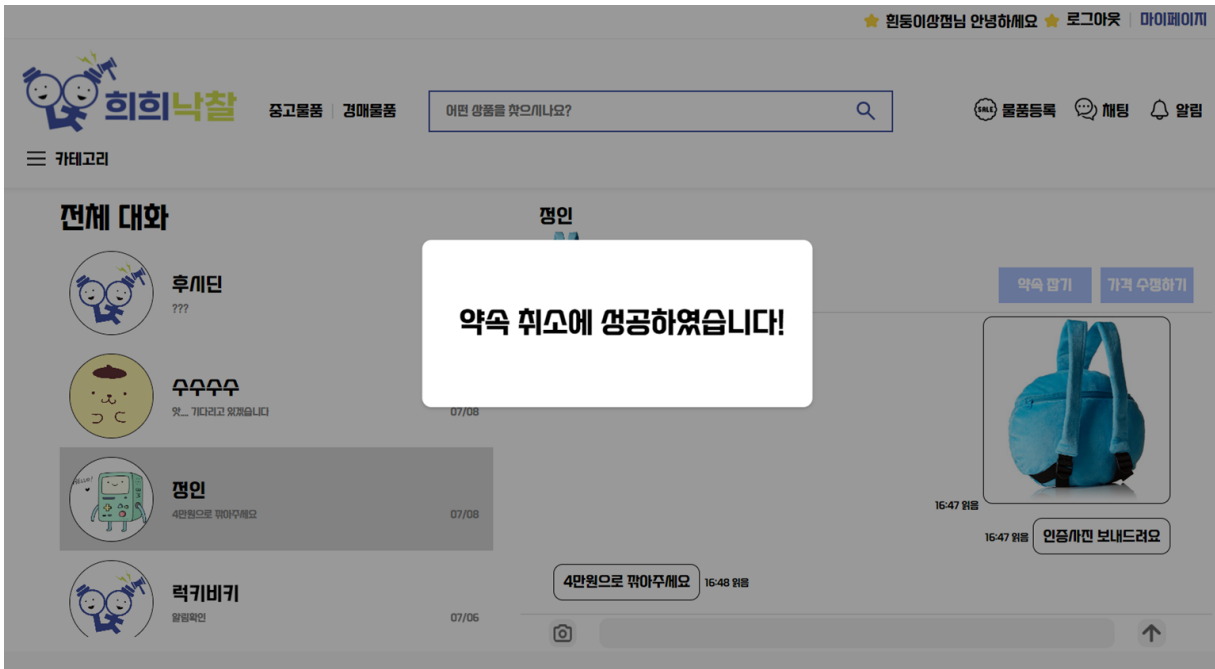 흰둥이상점님 안녕하세요 로그아웃 마이페이지
희희낙찰
중고물품 경매물품
어떤 상품을 찾으시나요?
SALE 물품등록 채팅 알림
카테고리
전체 대화
정인
후시딘
???
약속 취소에 성공하였습니다!
약속 잡기 가격 수정하기
수수수수
앗... 기다리고 있겠습니다
07/08
정인
4만원으로 깎아주세요
07/08
16:47 읽음
16:47 읽음 인증사진 보내드려요
4만원으로 깎아주세요 16:48 읽음
럭키비키
알림확인
07/06